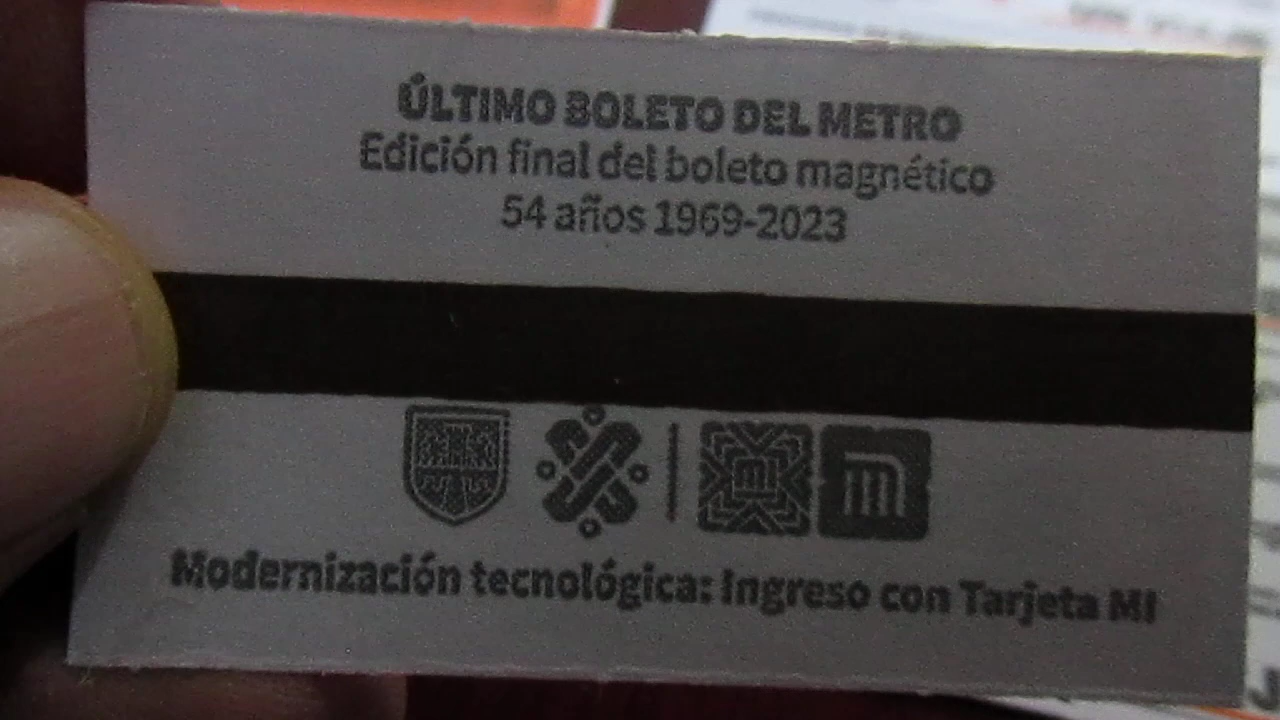 ÚLTIMO BOLETO DEL METRO
Edición final del boleto magnético
54 años 1969-2023
Modernización tecnológica: Ingreso con Tarjeta MI